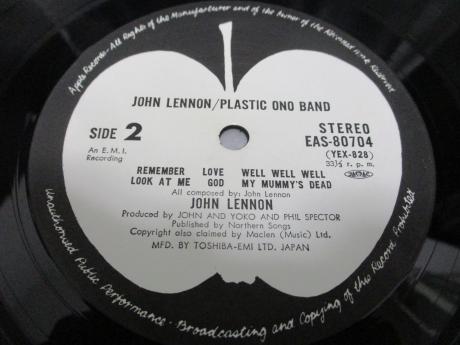 Apple Records-All Rights of the Manufacturer and of the Owner of the Recorded Work Reserved
JOHN LENNON/PLASTIC ONO BAND
SIDE 2
STEREO
EAS-80704
(YEX-828)
33⅓ r. p. m.
An E. M. I.
Recording
REMEMBER LOVE WELL WELL WELL
LOOK AT ME GOD MY MUMMY'S DEAD
All composed by: John Lennon
JOHN LENNON
Produced by JOHN AND YOKO AND PHIL SPECTOR
Published by Northern Songs
Copyright also claimed by Maclen (Music) Ltd.
MFD. BY TOSHIBA-EMI LTD. JAPAN
Unauthorised Public Performance-Broadcasting and Copying of this Record Prohibited